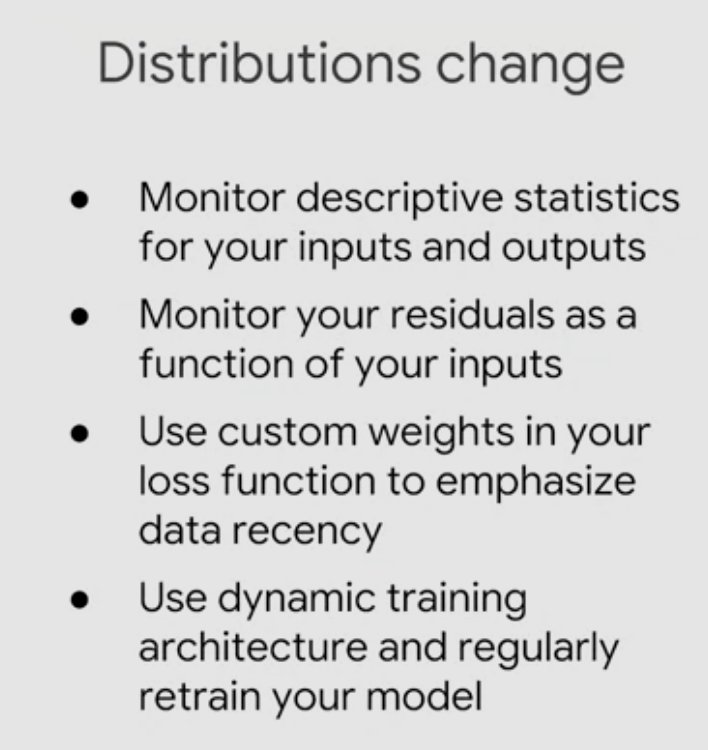 Distributions change
● Monitor descriptive statistics
for your inputs and outputs
● Monitor your residuals as a
function of your inputs
● Use custom weights in your
loss function to emphasize
data recency
● Use dynamic training
architecture and regularly
retrain your model